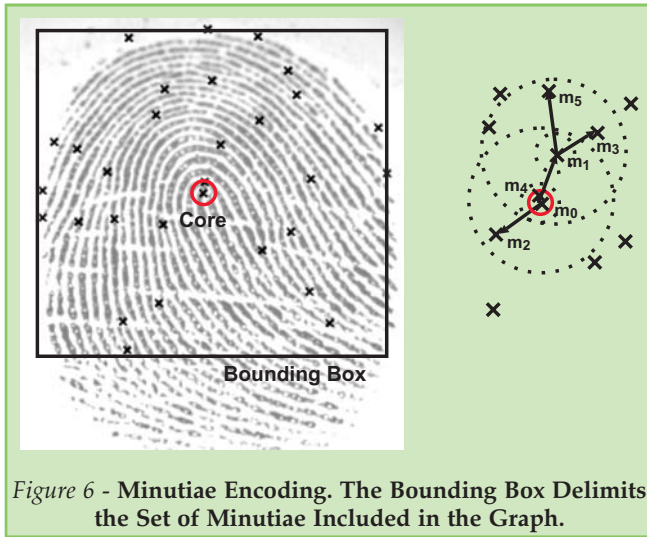 Core
Bounding Box
m5
m3
m1
m4
m0
m2
Figure 6 - Minutiae Encoding. The Bounding Box Delimits
the Set of Minutiae Included in the Graph.